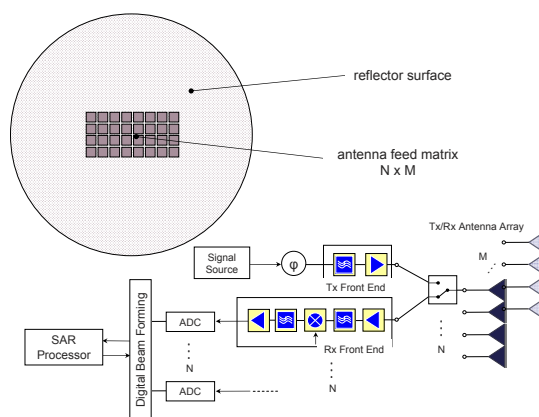 reflector surface
antenna feed matrix
N x M
Tx/Rx Antenna Array
M
Signal
Source
φ
Tx Front End
N
Digital Beam Forming
ADC
Rx Front End
SAR
Processor
N
N
ADC